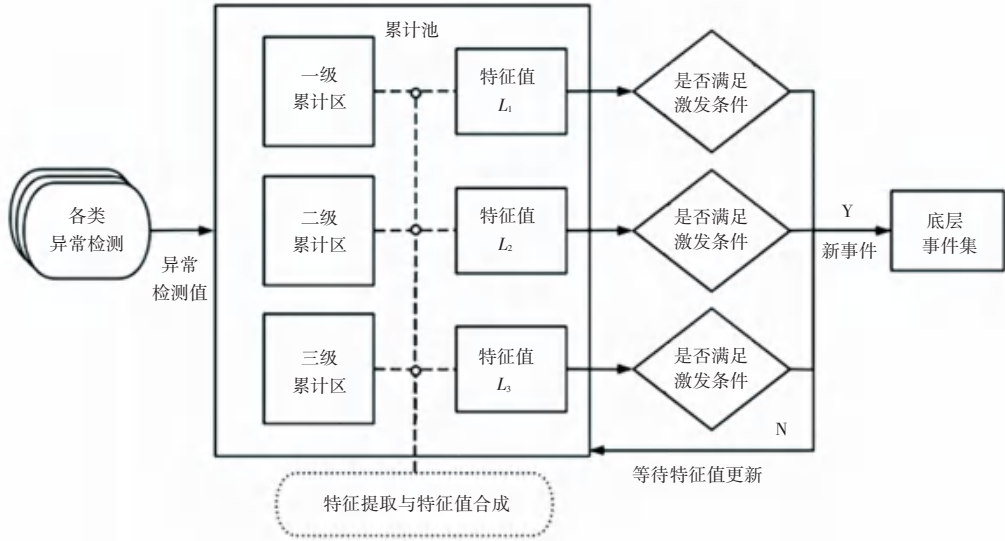 累计池
一级
累计区
特征值
L₁
是否满足
激发条件
各类
异常检测
异常
检测值
二级
累计区
特征值
L₂
是否满足
激发条件
Y
新事件
底层
事件集
三级
累计区
特征值
L₃
是否满足
激发条件
N
等待特征值更新
特征提取与特征值合成